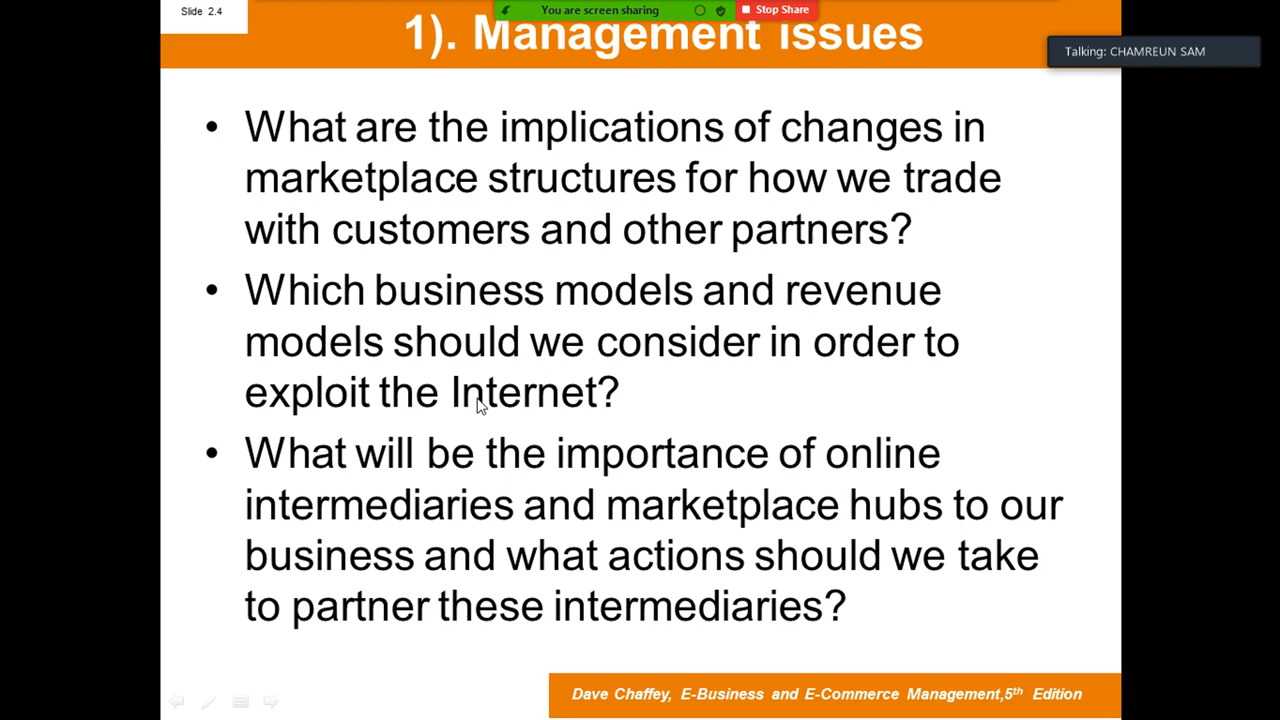 Slide 2.4
You are screen sharing
Stop Share
1). Management issues
Talking: CHAMREUN SAM
• What are the implications of changes in
marketplace structures for how we trade
with customers and other partners?
• Which business models and revenue
models should we consider in order to
exploit the Internet?
• What will be the importance of online
intermediaries and marketplace hubs to our
business and what actions should we take
to partner these intermediaries?
Dave Chaffey, E-Business and E-Commerce Management,5th Edition